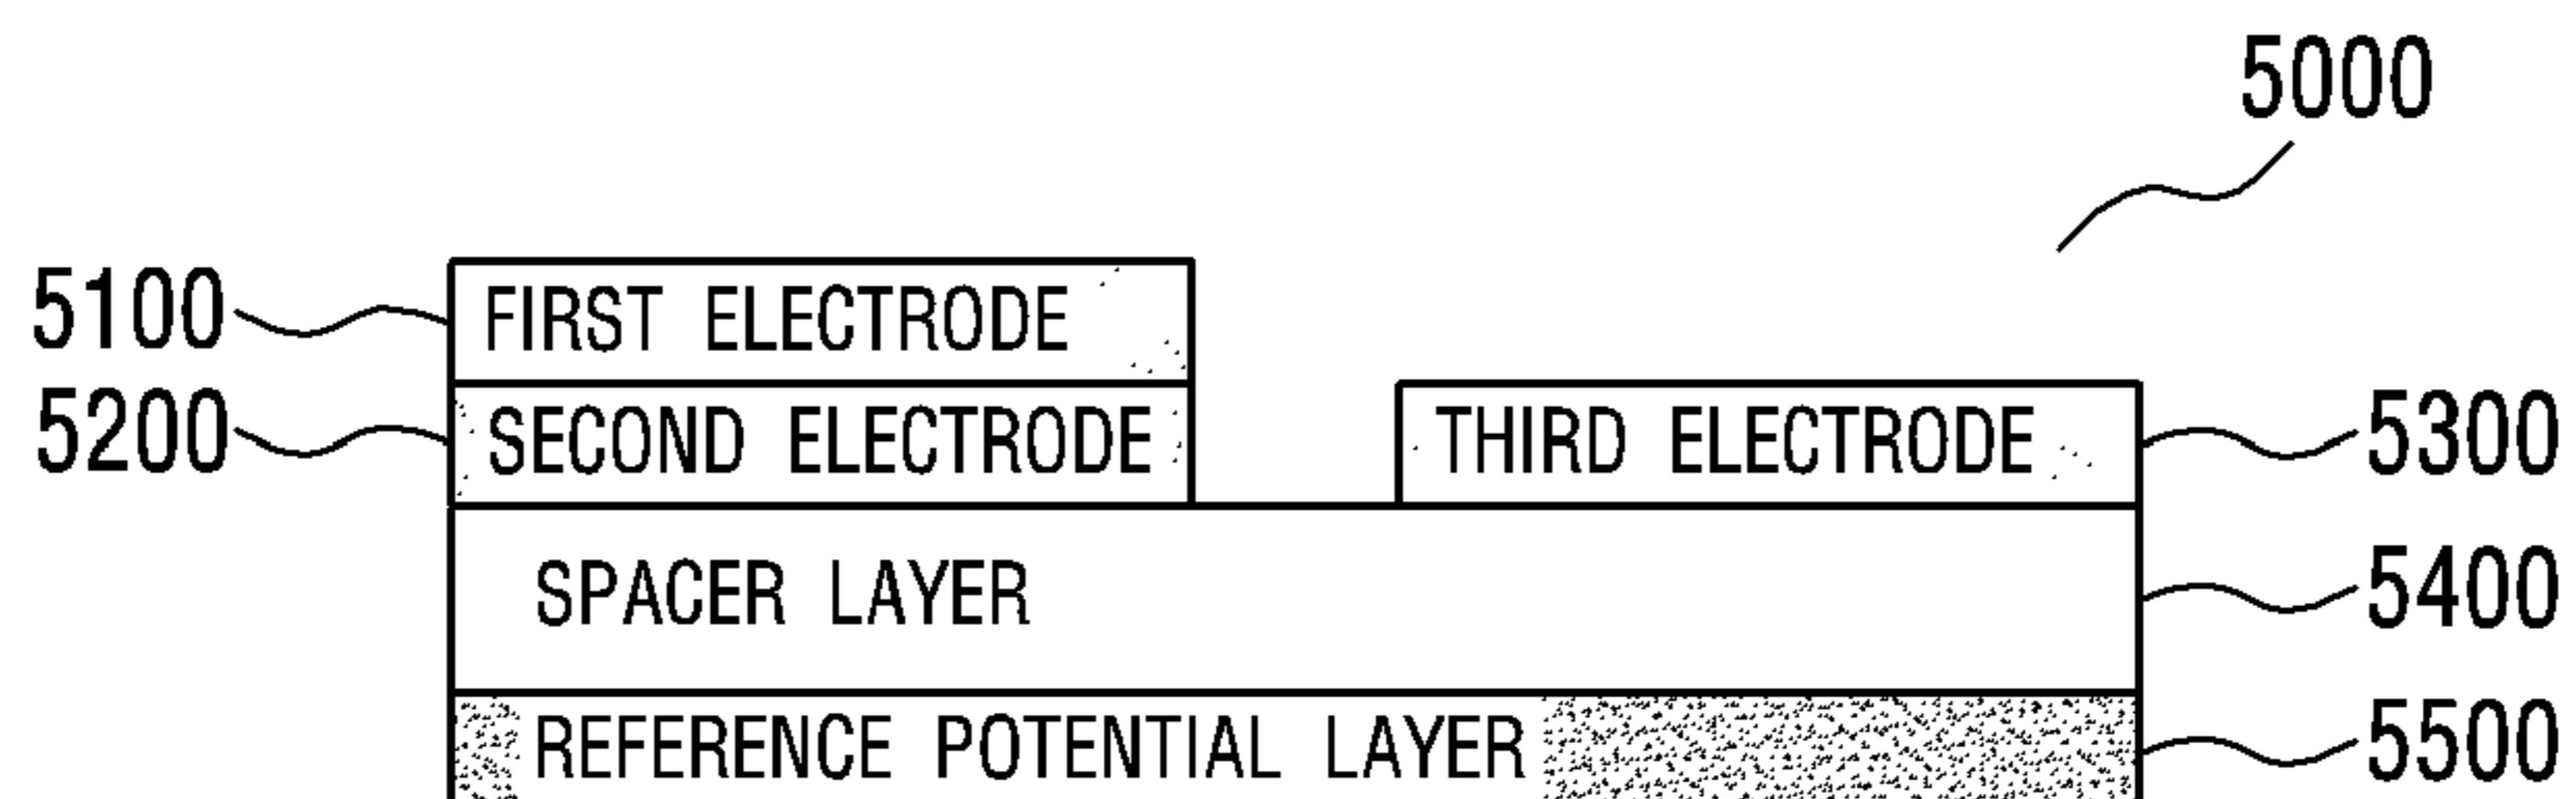 5000
5100 FIRST ELECTRODE
5200 SECOND ELECTRODE THIRD ELECTRODE 5300
SPACER LAYER 5400
REFERENCE POTENTIAL LAYER 5500